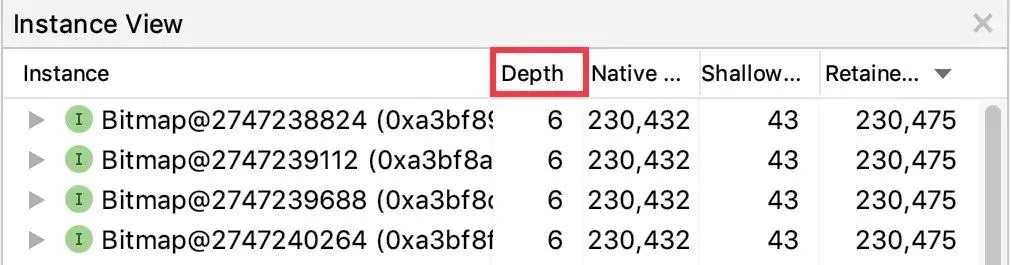 Instance View
Instance Depth Native ... Shallow... Retaine...
Bitmap@2747238824 (0xa3bf89 6 230,432 43 230,475
Bitmap@2747239112 (0xa3bf8a 6 230,432 43 230,475
Bitmap@2747239688 (0xa3bf8c 6 230,432 43 230,475
Bitmap@2747240264 (0xa3bf8f 6 230,432 43 230,475